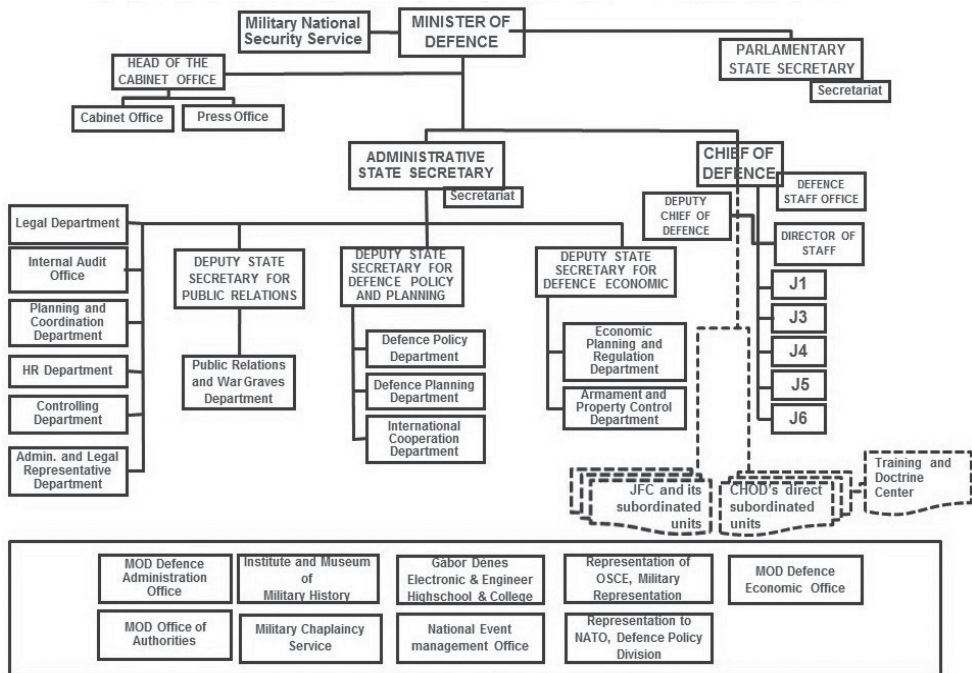 Military National
Security Service
MINISTER OF
DEFENCE
PARLAMENTARY
STATE SECRETARY
Secretariat
HEAD OF THE
CABINET OFFICE
Cabinet Office
Press Office
ADMINISTRATIVE
STATE SECRETARY
Secretariat
CHIEF OF
DEFENCE
DEFENCE
STAFF OFFICE
DEPUTY
CHIEF OF
DEFENCE
DIRECTOR OF
STAFF
J1
J3
J4
J5
J6
Legal Department
Internal Audit
Office
Planning and
Coordination
Department
HR Department
Controlling
Department
Admin. and Legal
Representative
Department
DEPUTY STATE
SECRETARY FOR
PUBLIC RELATIONS
Public Relations
and War Graves
Department
DEPUTY STATE
SECRETARY FOR
DEFENCE POLICY
AND PLANNING
Defence Policy
Department
Defence Planning
Department
International
Cooperation
Department
DEPUTY STATE
SECRETARY FOR
DEFENCE ECONOMIC
Economic
Planning and
Regulation
Department
Armament and
Property Control
Department
JFC and its
subordinated
units
CHOD's direct
subordinated
units
Training and
Doctrine
Center
MOD Defence
Administration
Office
Institute and Museum
of
Military History
Gábor Dénes
Electronic & Engineer
Highschool & College
Representation of
OSCE, Military
Representation
MOD Defence
Economic Office
MOD Office of
Authorities
Military Chaplaincy
Service
National Event
management Office
Representation to
NATO, Defence Policy
Division